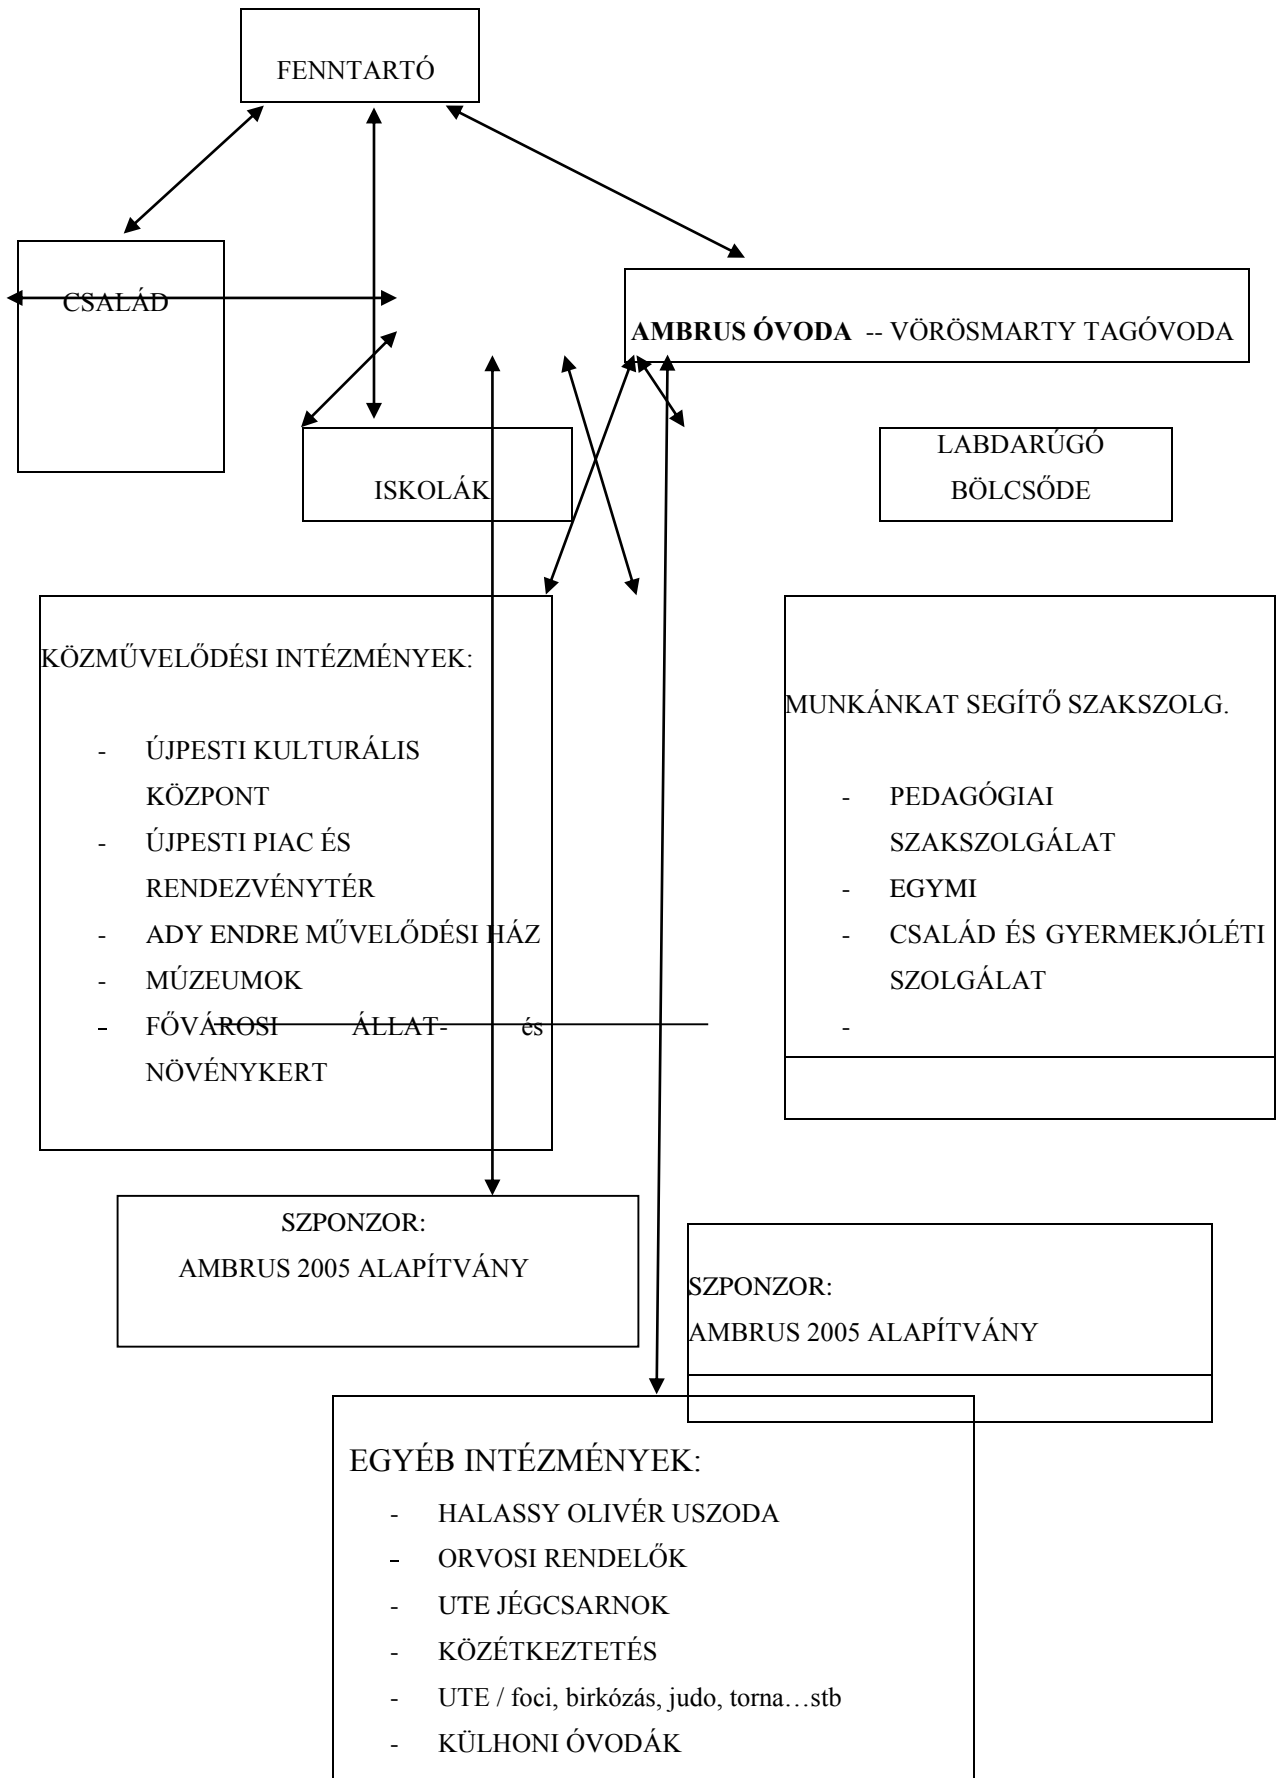 FENNTARTÓ
CSALÁD
AMBRUS ÓVODA -- VÖRÖSMARTY TAGÓVODA
ISKOLÁK
LABDARÚGÓ
BÖLCSŐDE
KÖZMŰVELŐDÉSI INTÉZMÉNYEK:
- ÚJPESTI KULTURÁLIS
KÖZPONT
- ÚJPESTI PIAC ÉS
RENDEZVÉNYTÉR
- ADY ENDRE MŰVELŐDÉSI HÁZ
- MÚZEUMOK
- FŐVÁROSI ÁLLAT- és
NÖVÉNYKERT
MUNKÁNKAT SEGÍTŐ SZAKSZOLG.
- PEDAGÓGIAI
SZAKSZOLGÁLAT
- EGYMI
- CSALÁD ÉS GYERMEKJÓLÉTI
SZOLGÁLAT
-
SZPONZOR:
AMBRUS 2005 ALAPÍTVÁNY
SZPONZOR:
AMBRUS 2005 ALAPÍTVÁNY
EGYÉB INTÉZMÉNYEK:
- HALASSY OLIVÉR USZODA
- ORVOSI RENDELŐK
- UTE JÉGCSARNOK
- KÖZÉTKEZTETÉS
- UTE / foci, birkózás, judo, torna…stb
- KÜLHONI ÓVODÁK